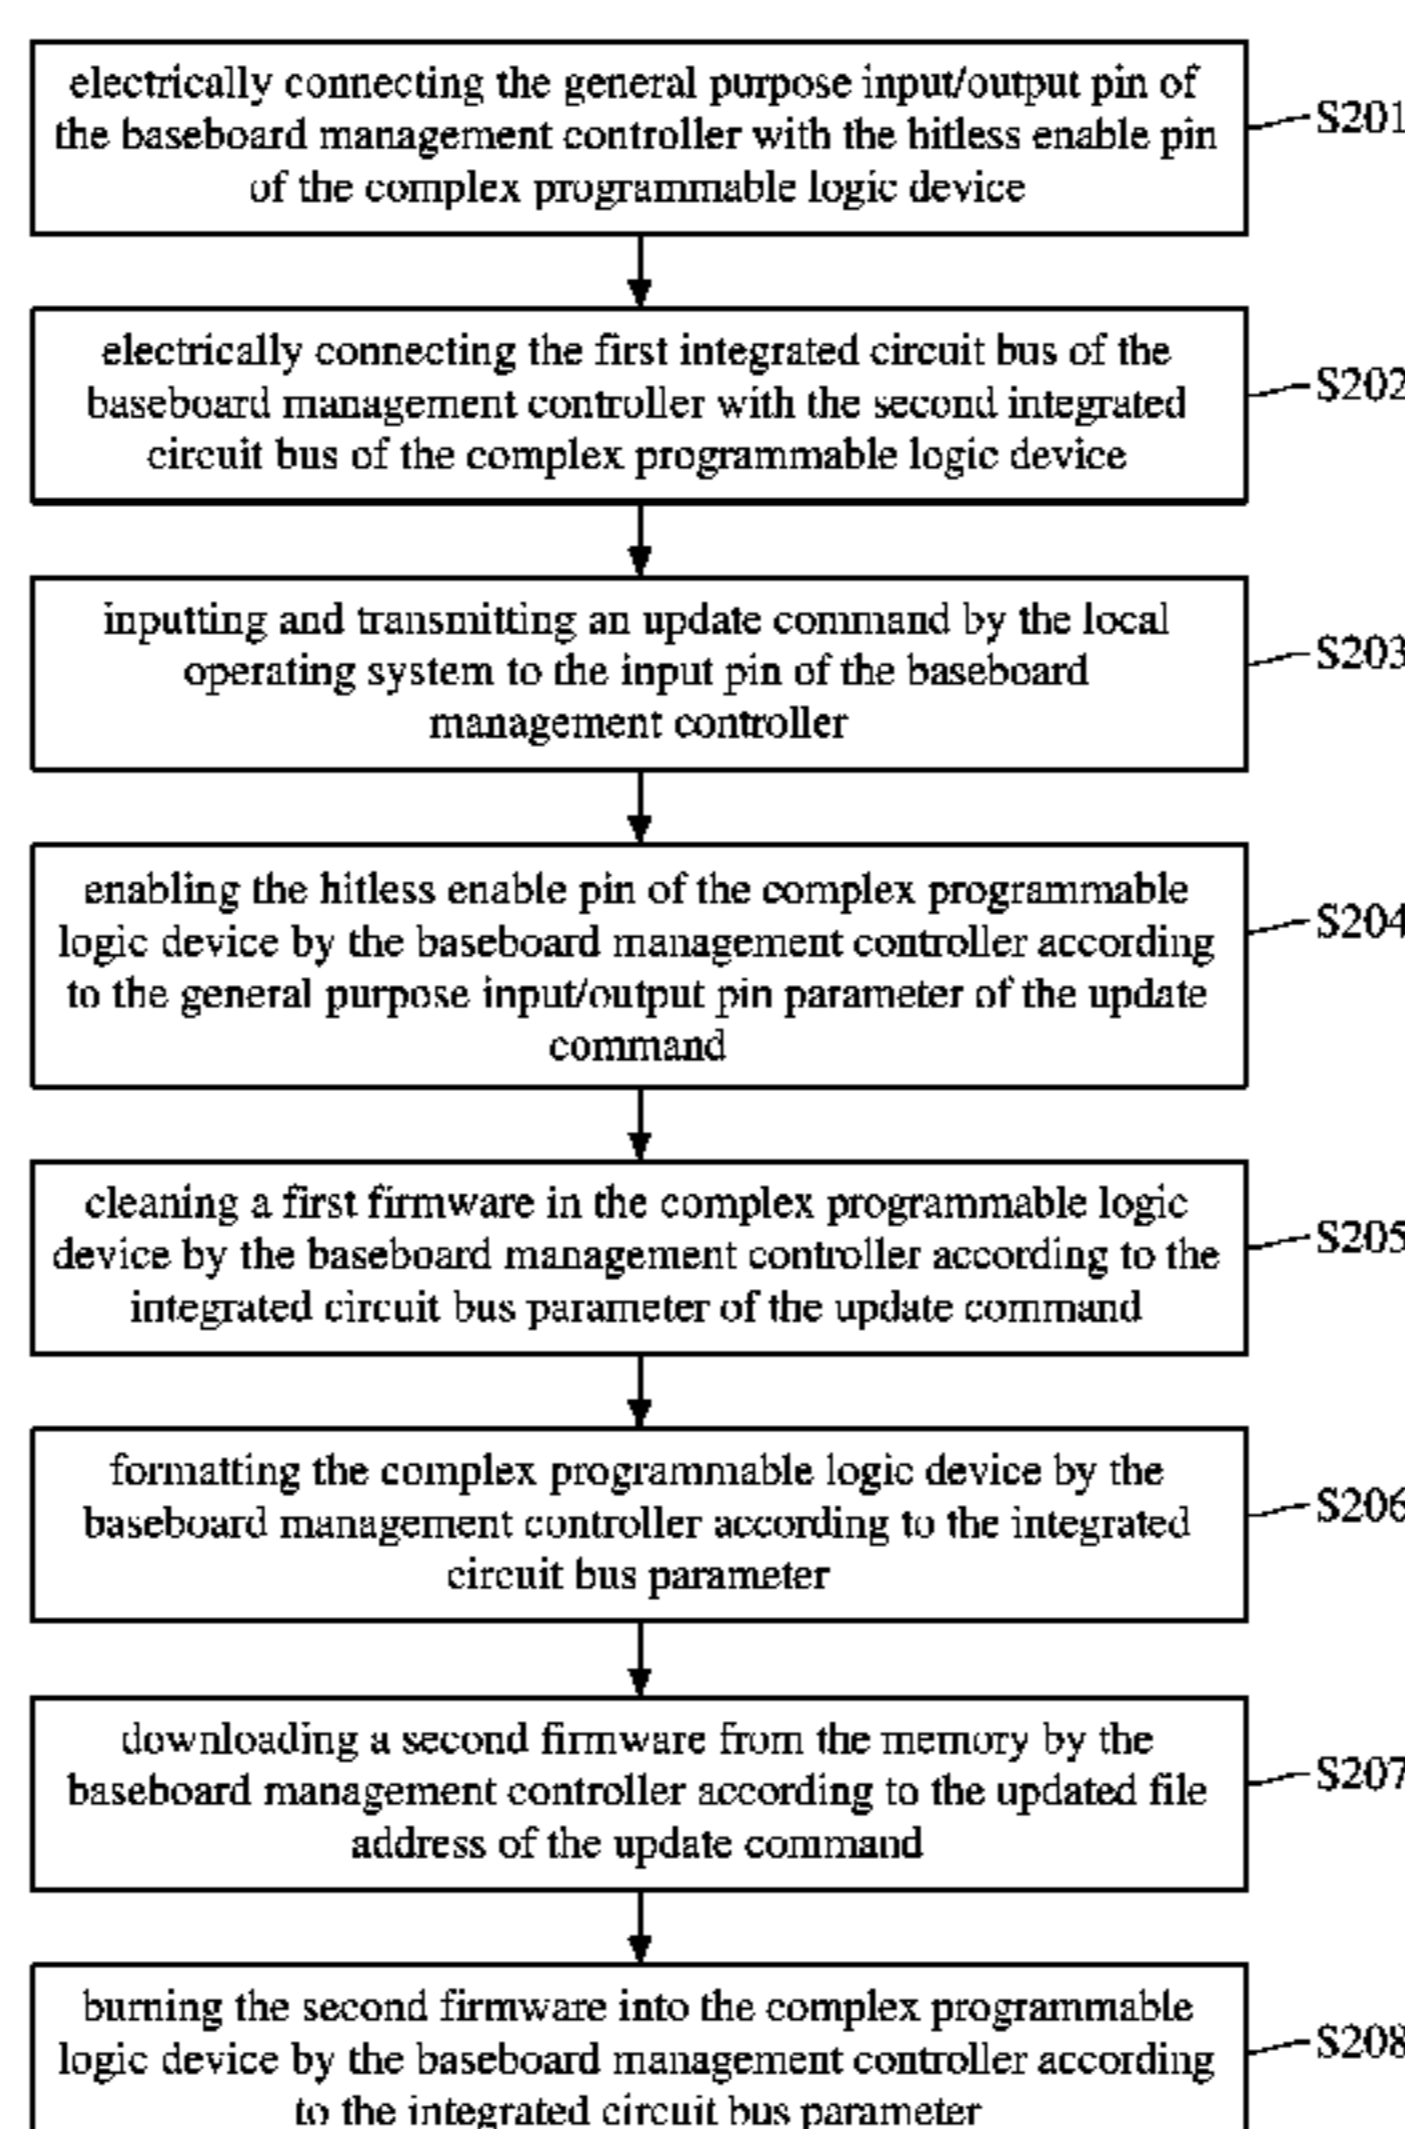 electrically connecting the general purpose input/output pin of
the baseboard management controller with the hitless enable pin
of the complex programmable logic device
S201
electrically connecting the first integrated circuit bus of the
baseboard management controller with the second integrated
circuit bus of the complex programmable logic device
S202
inputting and transmitting an update command by the local
operating system to the input pin of the baseboard
management controller
S203
enabling the hitless enable pin of the complex programmable
logic device by the baseboard management controller according
to the general purpose input/output pin parameter of the update
command
S204
cleaning a first firmware in the complex programmable logic
device by the baseboard management controller according to the
integrated circuit bus parameter of the update command
S205
formatting the complex programmable logic device by the
baseboard management controller according to the integrated
circuit bus parameter
S206
downloading a second firmware from the memory by the
baseboard management controller according to the updated file
address of the update command
S207
burning the second firmware into the complex programmable
logic device by the baseboard management controller according
to the integrated circuit bus parameter
S208